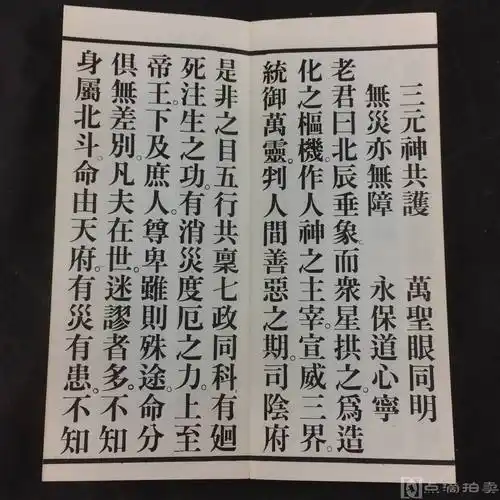 三元神共護　萬聖眼同明
無災亦無障　永保道心寧
老君曰北辰垂象。而衆星拱之。爲造
化之樞機。作人神之主宰。宣威三界。
統御萬靈。判人間善惡之期。司陰府
是非之目。五行共稟。七政同科。有廻
死注生之功。有消災度厄之力。上至
帝王。下及庶人。尊卑雖則殊途。命分
俱無差別。凡夫在世。迷謬者多。不知
身屬北斗。命由天府。有災有患。不知
点滴拍卖